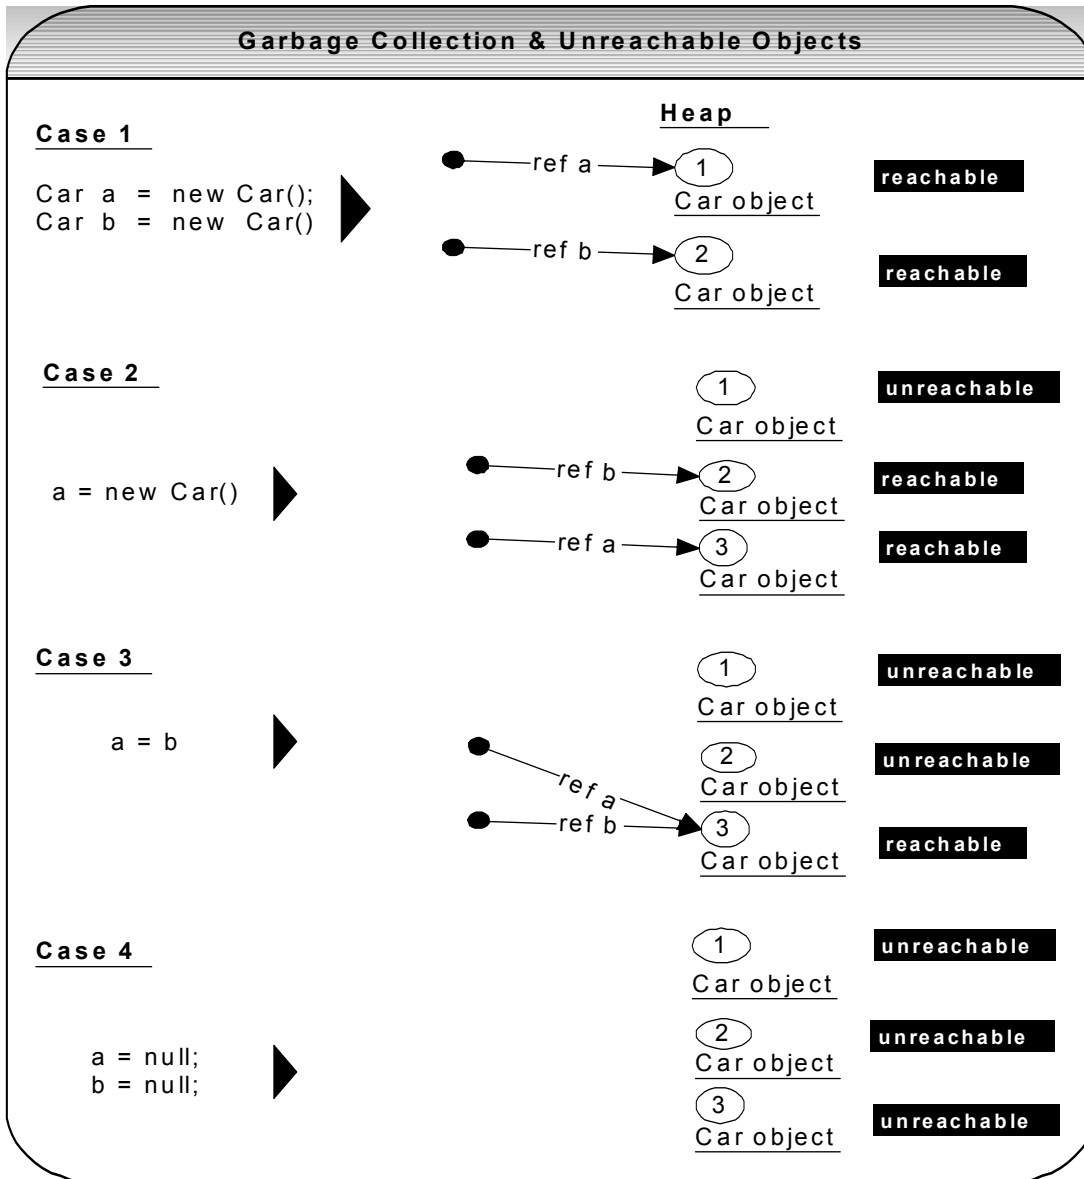 Garbage Collection & Unreachable Objects
Heap
Case 1
Car a = new Car();
Car b = new Car()
ref a
1
Car object
reachable
ref b
2
Car object
reachable
Case 2
a = new Car()
1
Car object
unreachable
ref b
2
Car object
reachable
ref a
3
Car object
reachable
Case 3
a = b
1
Car object
unreachable
2
Car object
unreachable
ref a
ref b
3
Car object
reachable
Case 4
a = null;
b = null;
1
Car object
unreachable
2
Car object
unreachable
3
Car object
unreachable